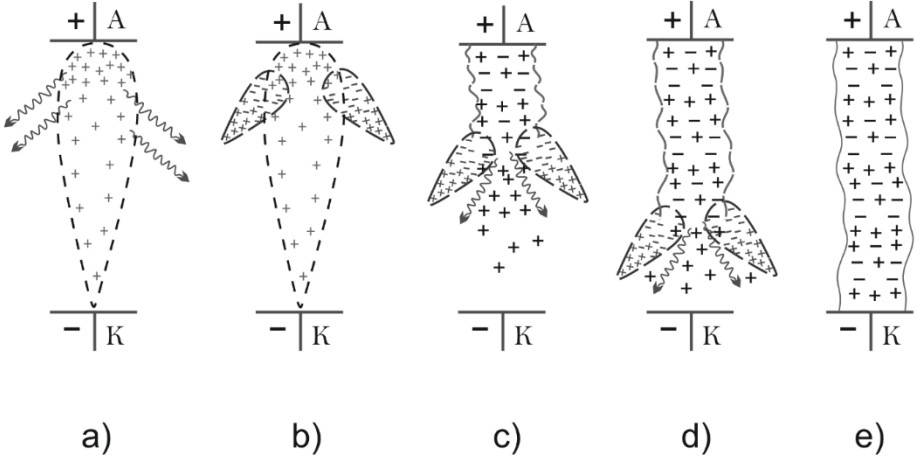 + A + A + A + A + A
− K − K − K − K − K
a) b) c) d) e)